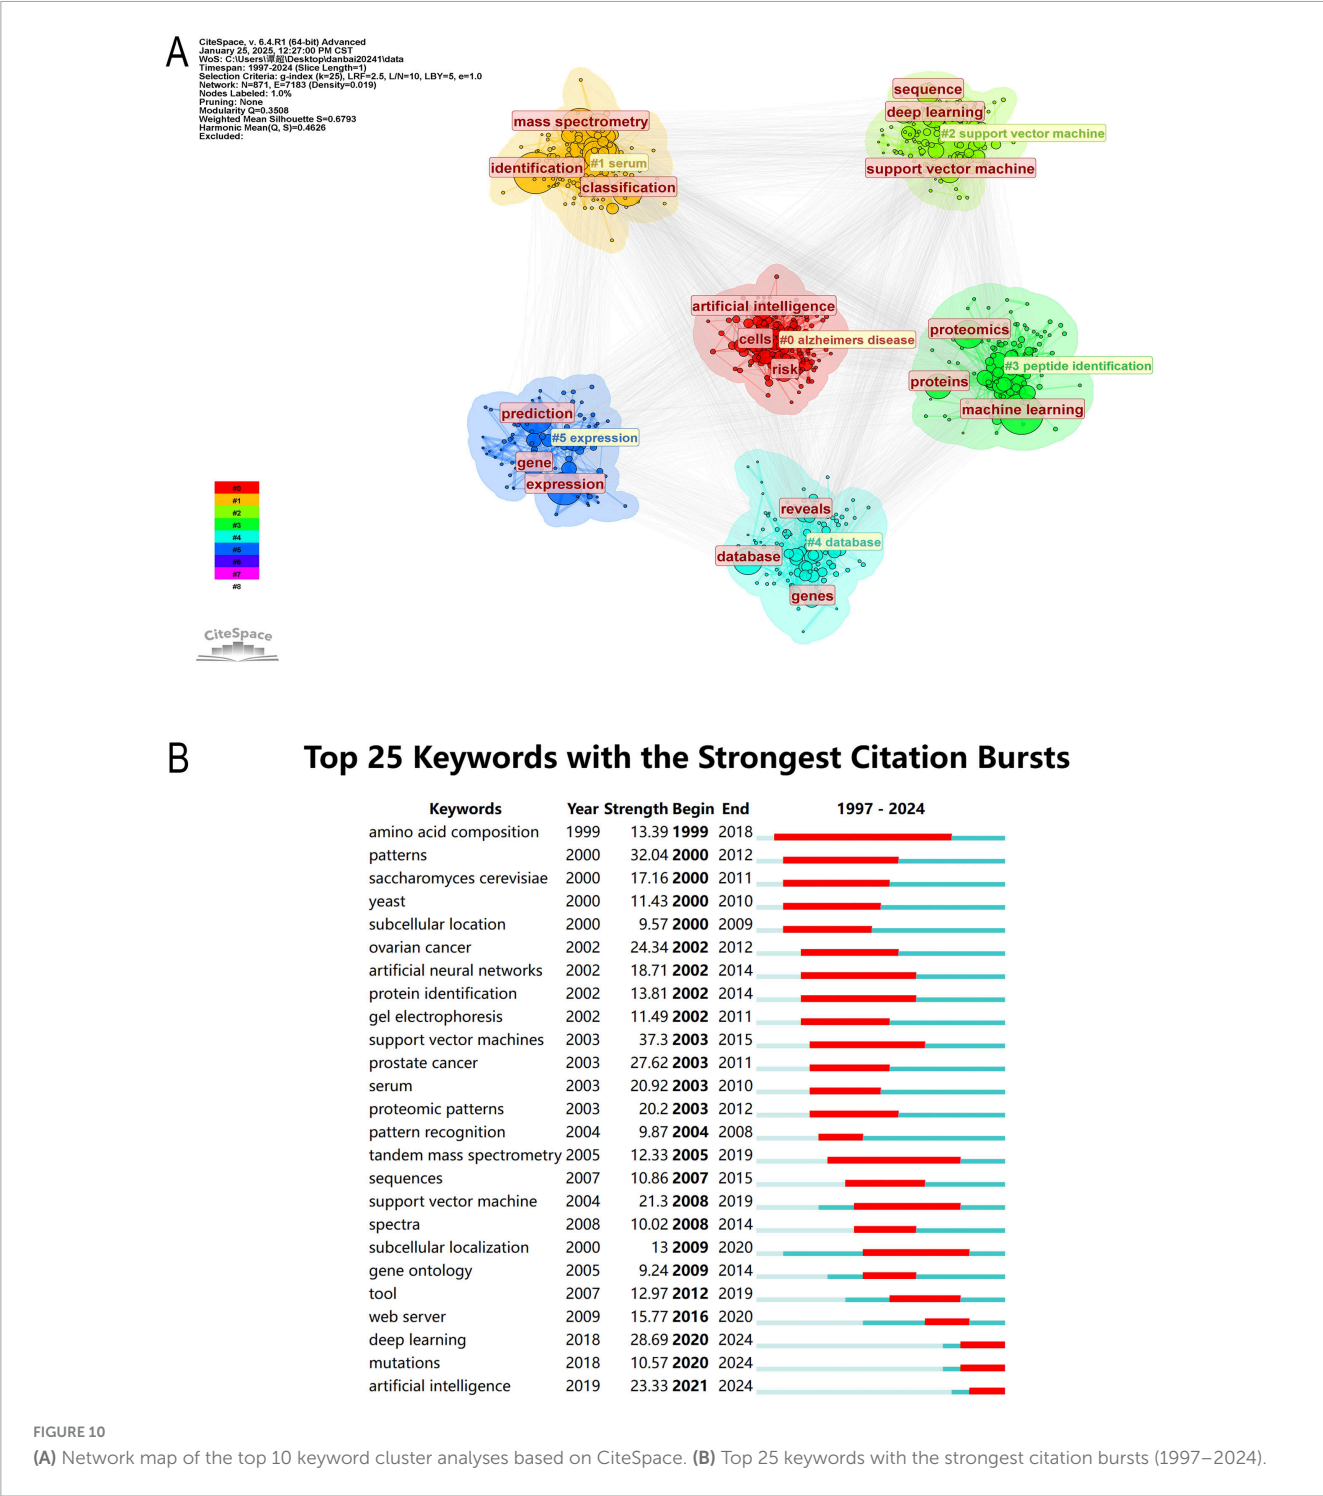 A
CiteSpace, v. 6.4.R1 (64-bit) Advanced
January 25, 2025, 12:27:00 PM CST
WoS: C:\Users\谭超\Desktop\danbai20241\data
Timespan: 1997-2024 (Slice Length=1)
Selection Criteria: g-index (k=25), LRF=2.5, L/N=10, LBY=5, e=1.0
Network: N=871, E=7183 (Density=0.019)
Nodes Labeled: 1.0%
Pruning: None
Modularity Q=0.3508
Weighted Mean Silhouette S=0.6793
Harmonic Mean(Q, S)=0.4626
Excluded:
mass spectrometry
identification
#1 serum
classification
sequence
deep learning
#2 support vector machine
support vector machine
artificial intelligence
cells
#0 alzheimers disease
risk
proteomics
#3 peptide identification
proteins
machine learning
prediction
#5 expression
gene
expression
reveals
#4 database
database
genes
#0
#1
#2
#3
#4
#5
#6
#7
#8
CiteSpace
B
Top 25 Keywords with the Strongest Citation Bursts
Keywords Year Strength Begin End 1997 - 2024
amino acid composition 1999 13.39 1999 2018
patterns 2000 32.04 2000 2012
saccharomyces cerevisiae 2000 17.16 2000 2011
yeast 2000 11.43 2000 2010
subcellular location 2000 9.57 2000 2009
ovarian cancer 2002 24.34 2002 2012
artificial neural networks 2002 18.71 2002 2014
protein identification 2002 13.81 2002 2014
gel electrophoresis 2002 11.49 2002 2011
support vector machines 2003 37.3 2003 2015
prostate cancer 2003 27.62 2003 2011
serum 2003 20.92 2003 2010
proteomic patterns 2003 20.2 2003 2012
pattern recognition 2004 9.87 2004 2008
tandem mass spectrometry 2005 12.33 2005 2019
sequences 2007 10.86 2007 2015
support vector machine 2004 21.3 2008 2019
spectra 2008 10.02 2008 2014
subcellular localization 2000 13 2009 2020
gene ontology 2005 9.24 2009 2014
tool 2007 12.97 2012 2019
web server 2009 15.77 2016 2020
deep learning 2018 28.69 2020 2024
mutations 2018 10.57 2020 2024
artificial intelligence 2019 23.33 2021 2024
FIGURE 10
(A) Network map of the top 10 keyword cluster analyses based on CiteSpace. (B) Top 25 keywords with the strongest citation bursts (1997–2024).